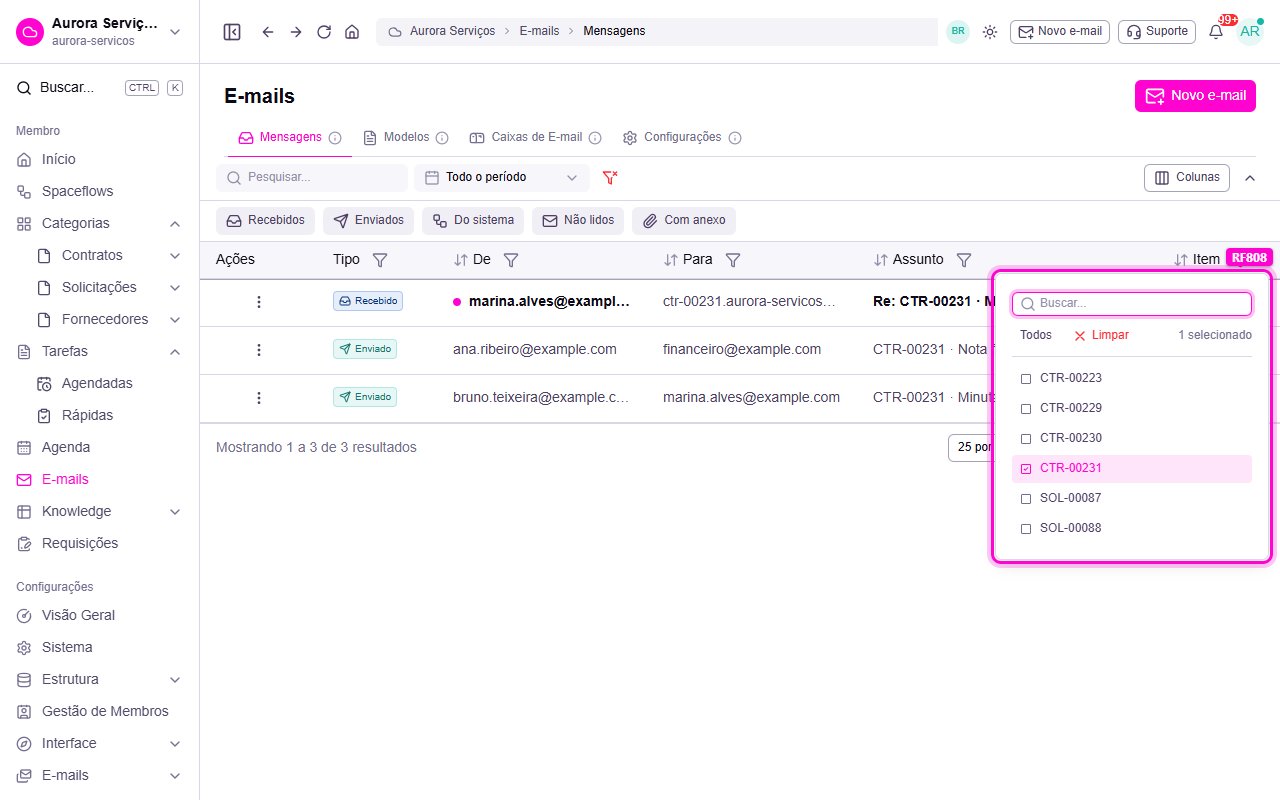 Aurora Serviç...
aurora-servicos
Buscar... CTRL K
Membro
Início
Spaceflows
Categorias
Contratos
Solicitações
Fornecedores
Tarefas
Agendadas
Rápidas
Agenda
E-mails
Knowledge
Requisições
Configurações
Visão Geral
Sistema
Estrutura
Gestão de Membros
Interface
E-mails
Aurora Serviços > E-mails > Mensagens
BR
Novo e-mail
Suporte
99+
AR
E-mails
Novo e-mail
Mensagens
Modelos
Caixas de E-mail
Configurações
Pesquisar...
Todo o período
Colunas
Recebidos
Enviados
Do sistema
Não lidos
Com anexo
Ações Tipo De Para Assunto Item
RF808
Recebido marina.alves@exampl... ctr-00231.aurora-servicos... Re: CTR-00231 ·
Enviado ana.ribeiro@example.com financeiro@example.com CTR-00231 · Nota
Enviado bruno.teixeira@example.c... marina.alves@example.com CTR-00231 ·
Mostrando 1 a 3 de 3 resultados
25 por
Buscar...
Todos Limpar 1 selecionado
CTR-00223
CTR-00229
CTR-00230
CTR-00231
SOL-00087
SOL-00088